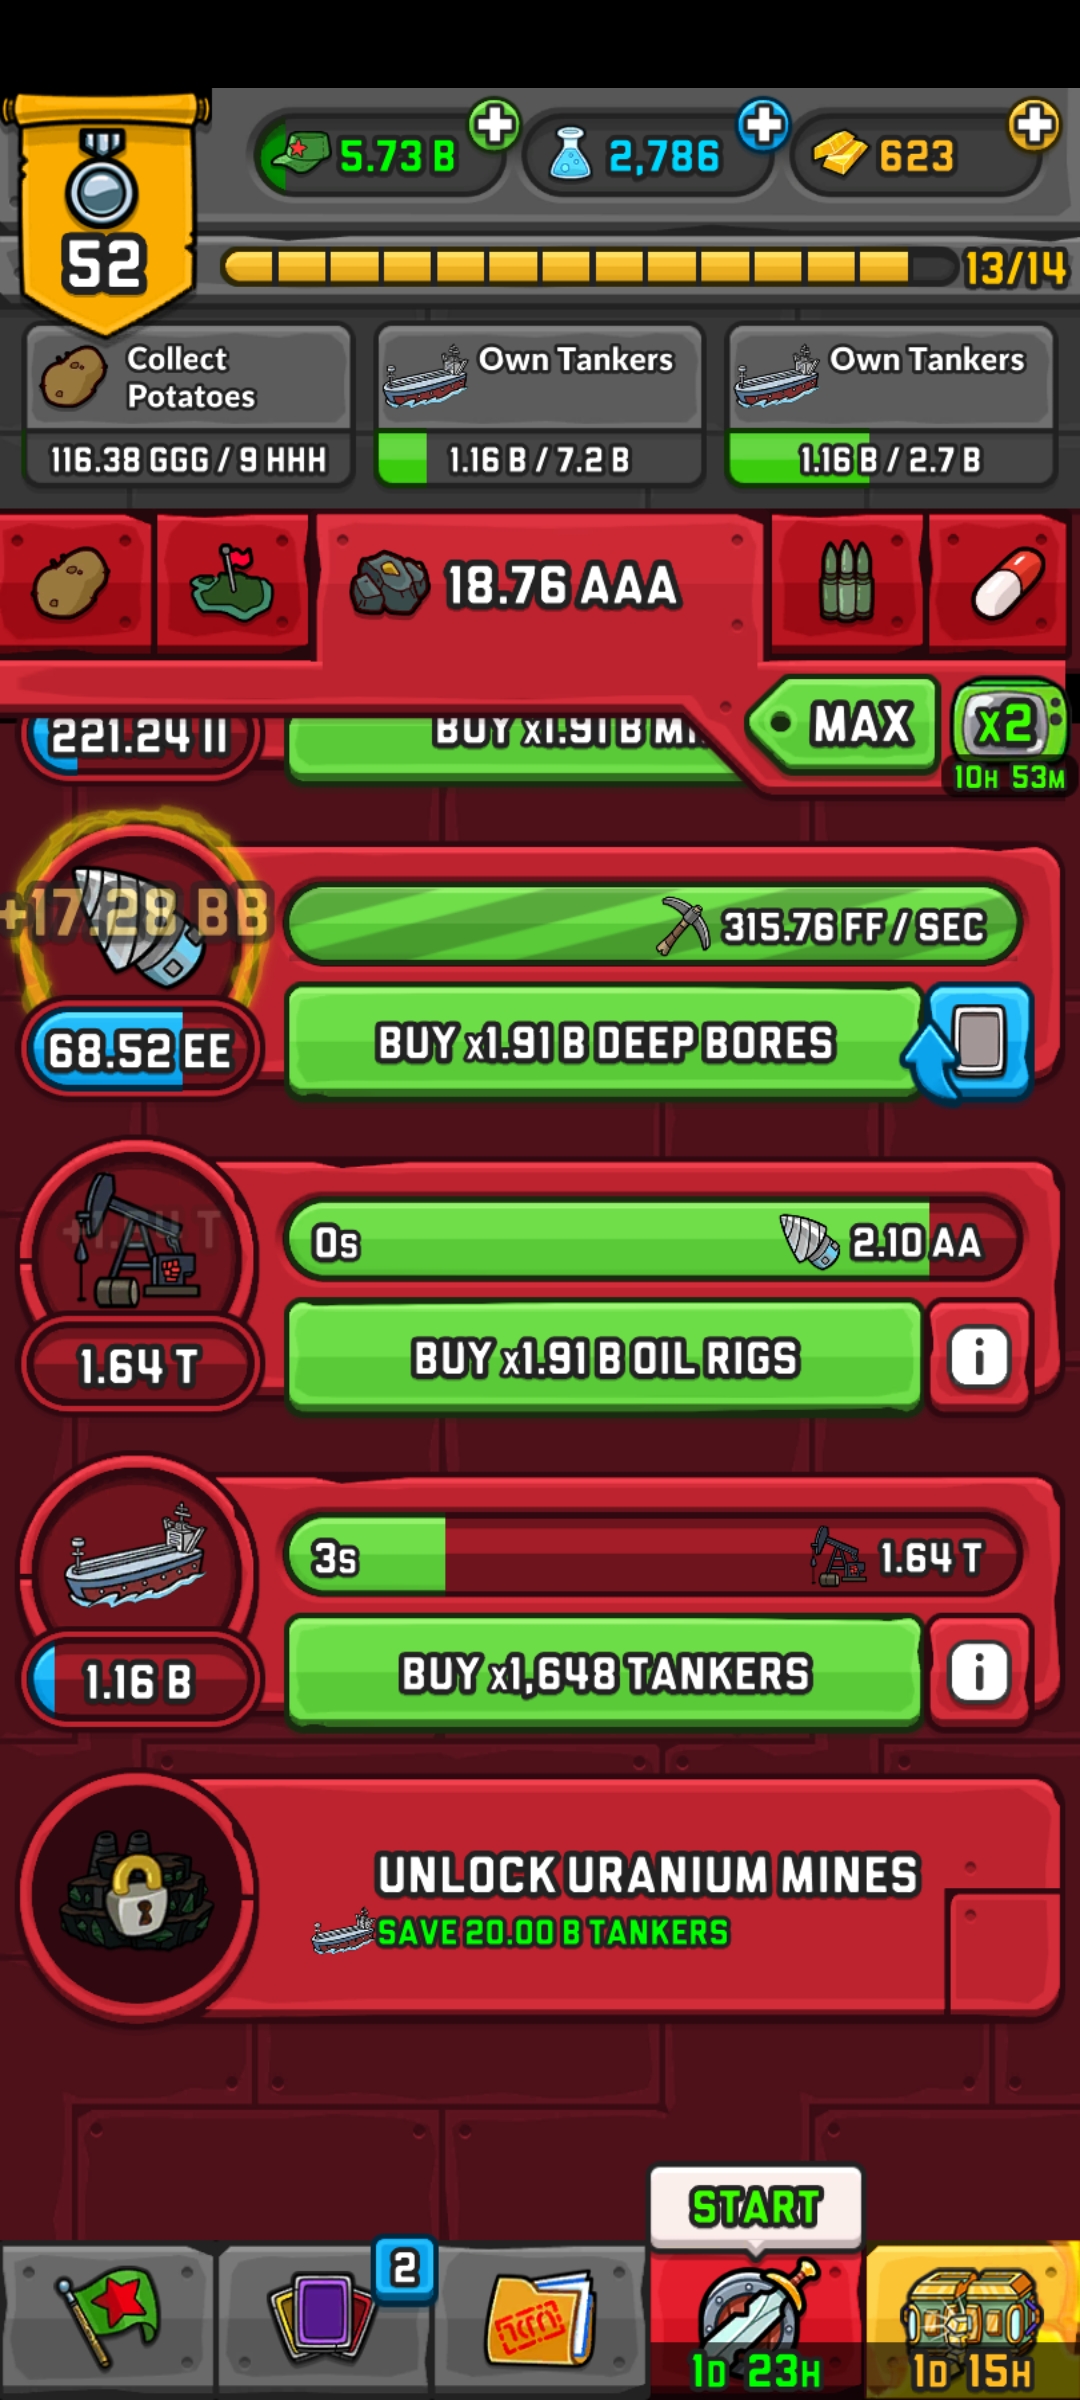 5.73 B
2,786
623
52
13/14
Collect
Potatoes
116.38 GGG / 9 HHH
Own Tankers
1.16 B / 7.2 B
Own Tankers
1.16 B / 2.7 B
18.76 AAA
MAX
x2
10H 53M
221.24 II
BUY x1.91 B
+17.28 BB
315.76 FF / SEC
68.52 EE
BUY x1.91 B DEEP BORES
0s
2.10 AA
1.64 T
BUY x1.91 B OIL RIGS
3s
1.64 T
1.16 B
BUY x1,648 TANKERS
UNLOCK URANIUM MINES
SAVE 20.00 B TANKERS
START
2
1D 23H
1D 15H